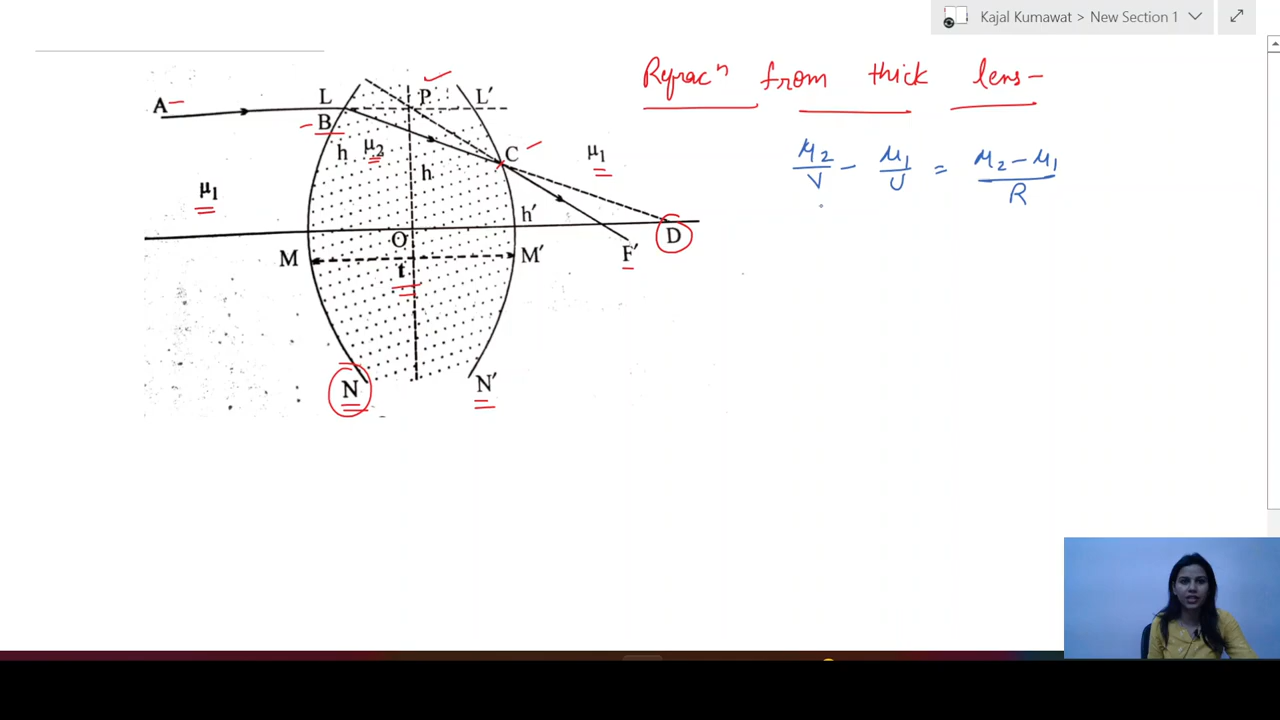 Kajal Kumawat > New Section 1
Refracⁿ from thick lens-
μ₂/V - μ₁/U = μ₂-μ₁/R
A
L
P
L′
B
h
μ₂
C
μ₁
h
μ₁
h′
O
D
M
M′
F′
t
N
N′